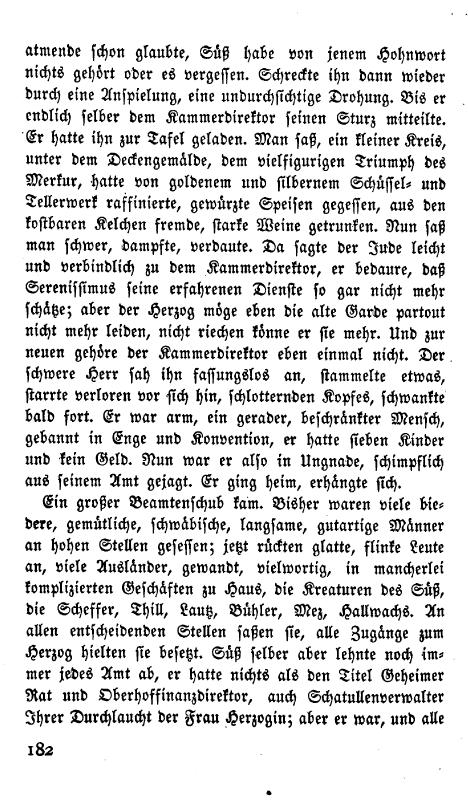 atmende schon glaubte, Süß habe von jenem Hohnwort
nichts gehört oder es vergessen. Schreckte ihn dann wieder
durch eine Anspielung, eine undurchsichtige Drohung. Bis er
endlich selber dem Kammerdirektor seinen Sturz mitteilte.
Er hatte ihn zur Tafel geladen. Man saß, ein kleiner Kreis,
unter dem Deckengemälde, dem vielfigurigen Triumph des
Merkur, hatte von goldenem und silbernem Schüssel- und
Tellerwerk raffinierte, gewürzte Speisen gegessen, aus den
kostbaren Kelchen fremde, starke Weine getrunken. Nun saß
man schwer, dampfte, verdaute. Da sagte der Jude leicht
und verbindlich zu dem Kammerdirektor, er bedaure, daß
Serenissimus seine erfahrenen Dienste so gar nicht mehr
schätze; aber der Herzog möge eben die alte Garde partout
nicht mehr leiden, nicht riechen könne er sie mehr. Und zur
neuen gehöre der Kammerdirektor eben einmal nicht. Der
schwere Herr sah ihn fassungslos an, stammelte etwas,
starrte verloren vor sich hin, schlotternden Kopfes, schwankte
bald fort. Er war arm, ein gerader, beschränkter Mensch,
gebannt in Enge und Konvention, er hatte sieben Kinder
und kein Geld. Nun war er also in Ungnade, schimpflich
aus seinem Amt gejagt. Er ging heim, erhängte sich.
Ein großer Beamtenschub kam. Bisher waren viele bie-
dere, gemütliche, schwäbische, langsame, gutartige Männer
an hohen Stellen gesessen; jetzt rückten glatte, flinke Leute
an, viele Ausländer, gewandt, vielwortig, in mancherlei
komplizierten Geschäften zu Haus, die Kreaturen des Süß,
die Scheffer, Thill, Lautz, Bühler, Mez, Hallwachs. An
allen entscheidenden Stellen saßen sie, alle Zugänge zum
Herzog hielten sie besetzt. Süß selber aber lehnte noch im-
mer jedes Amt ab, er hatte nichts als den Titel Geheimer
Rat und Oberhoffinanzdirektor, auch Schatullenverwalter
Ihrer Durchlaucht der Frau Herzogin; aber er war, und alle
182